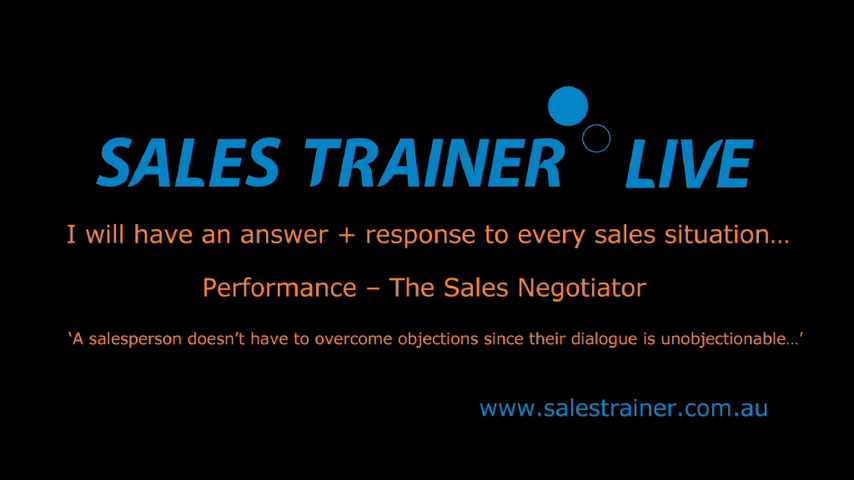 SALES TRAINER LIVE
I will have an answer + response to every sales situation…
Performance – The Sales Negotiator
‘A salesperson doesn’t have to overcome objections since their dialogue is unobjectionable…’
www.salestrainer.com.au